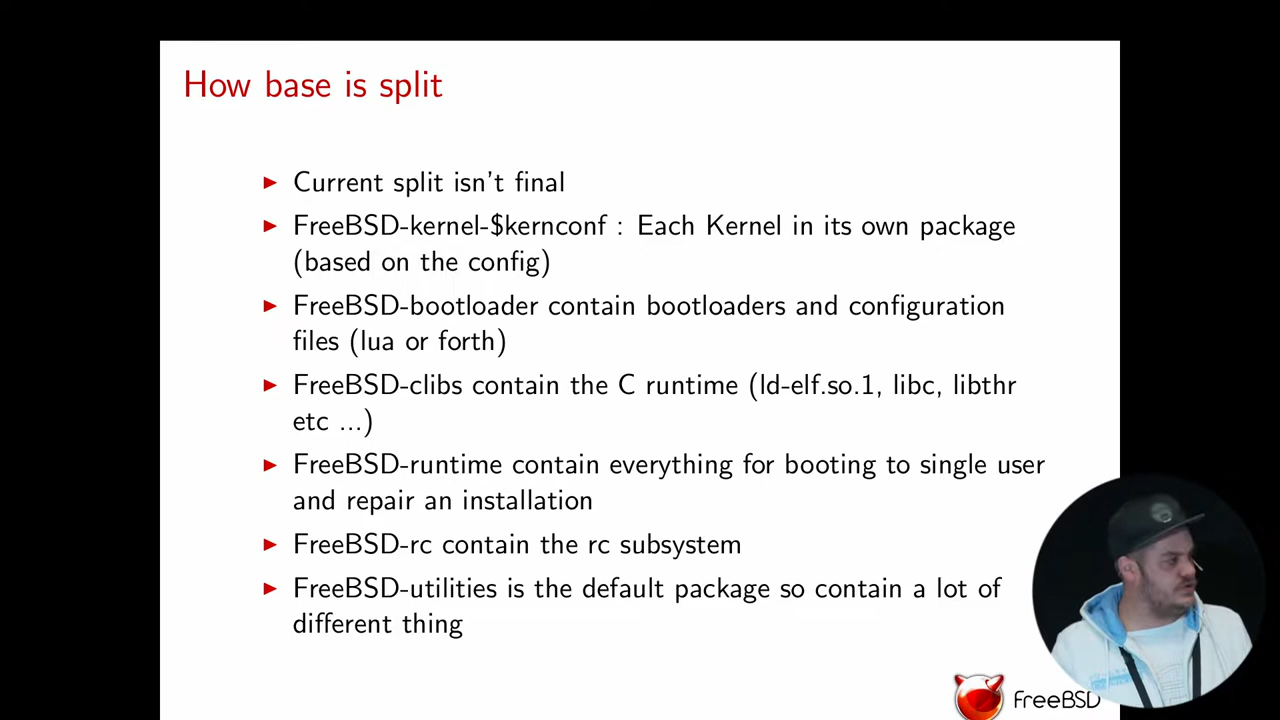 How base is split
Current split isn't final
FreeBSD-kernel-$kernconf : Each Kernel in its own package
(based on the config)
FreeBSD-bootloader contain bootloaders and configuration
files (lua or forth)
FreeBSD-clibs contain the C runtime (ld-elf.so.1, libc, libthr
etc ...)
FreeBSD-runtime contain everything for booting to single user
and repair an installation
FreeBSD-rc contain the rc subsystem
FreeBSD-utilities is the default package so contain a lot of
different thing
FreeBSD